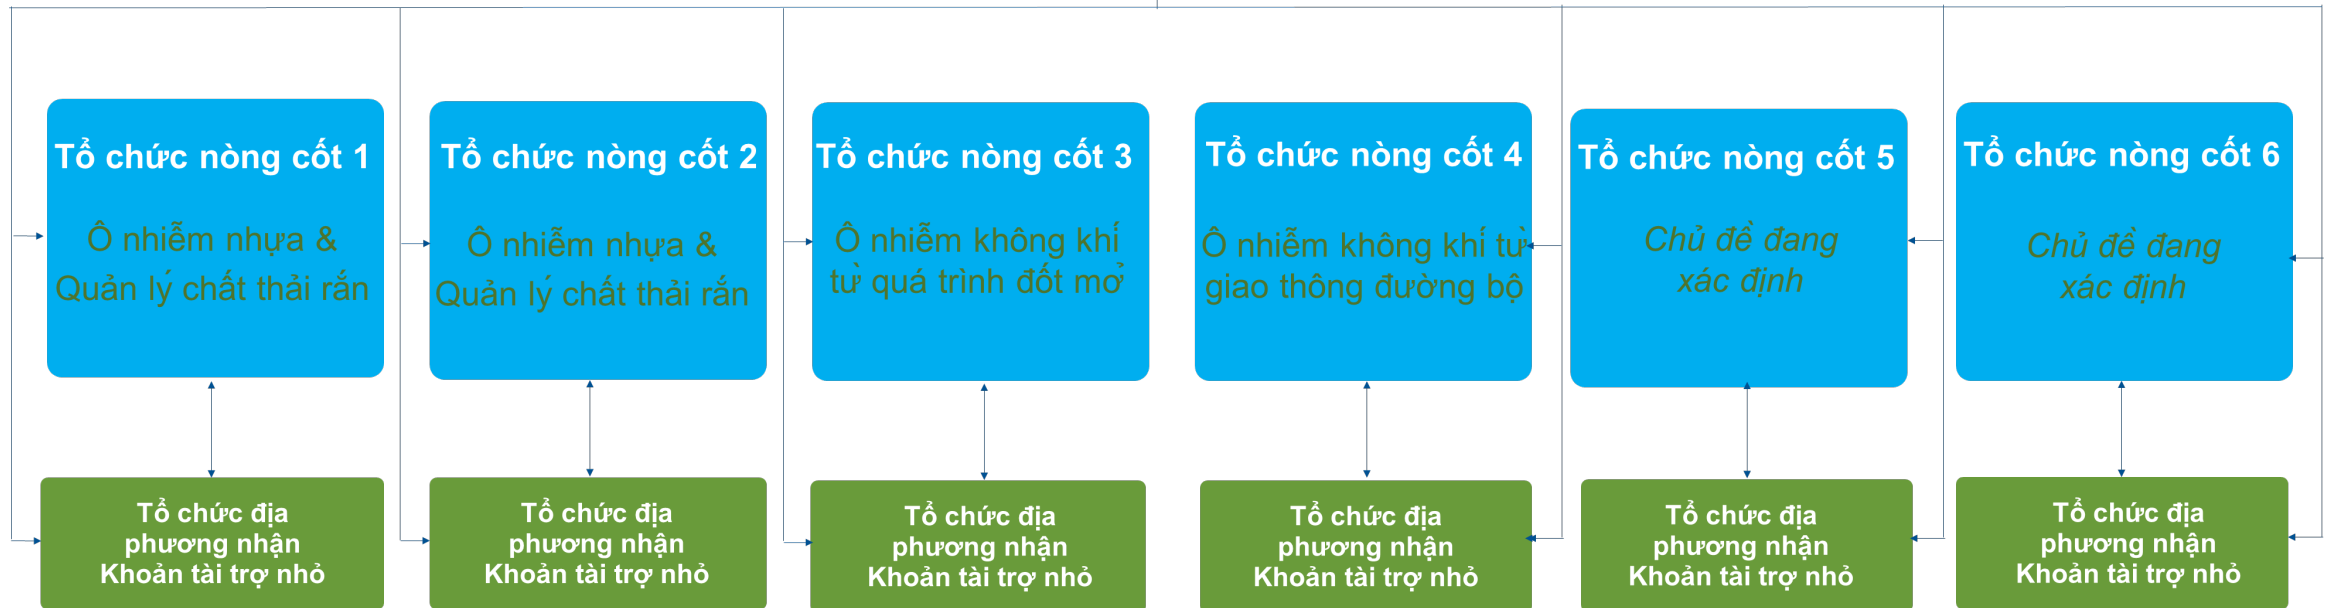 Tổ chức nòng cốt 1
Ô nhiễm nhựa &
Quản lý chất thải rắn
Tổ chức nòng cốt 2
Ô nhiễm nhựa &
Quản lý chất thải rắn
Tổ chức nòng cốt 3
Ô nhiễm không khí
từ quá trình đốt mở
Tổ chức nòng cốt 4
Ô nhiễm không khí từ
giao thông đường bộ
Tổ chức nòng cốt 5
Chủ đề đang
xác định
Tổ chức nòng cốt 6
Chủ đề đang
xác định
Tổ chức địa
phương nhận
Khoản tài trợ nhỏ
Tổ chức địa
phương nhận
Khoản tài trợ nhỏ
Tổ chức địa
phương nhận
Khoản tài trợ nhỏ
Tổ chức địa
phương nhận
Khoản tài trợ nhỏ
Tổ chức địa
phương nhận
Khoản tài trợ nhỏ
Tổ chức địa
phương nhận
Khoản tài trợ nhỏ